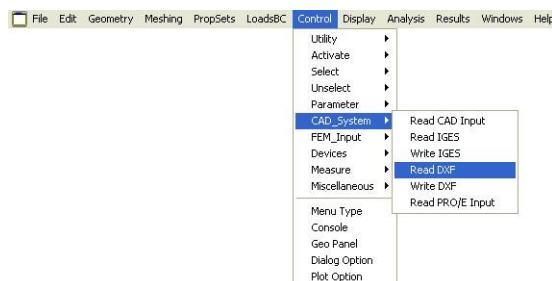 File Edit Geometry Meshing PropSets LoadsBC Control Display Analysis Results Windows Help
Utility
Activate
Select
Unselect
Parameter
CAD_System
FEM_Input
Devices
Measure
Miscellaneous
Menu Type
Console
Geo Panel
Dialog Option
Plot Option
Read CAD Input
Read IGES
Write IGES
Read DXF
Write DXF
Read PRO/E Input